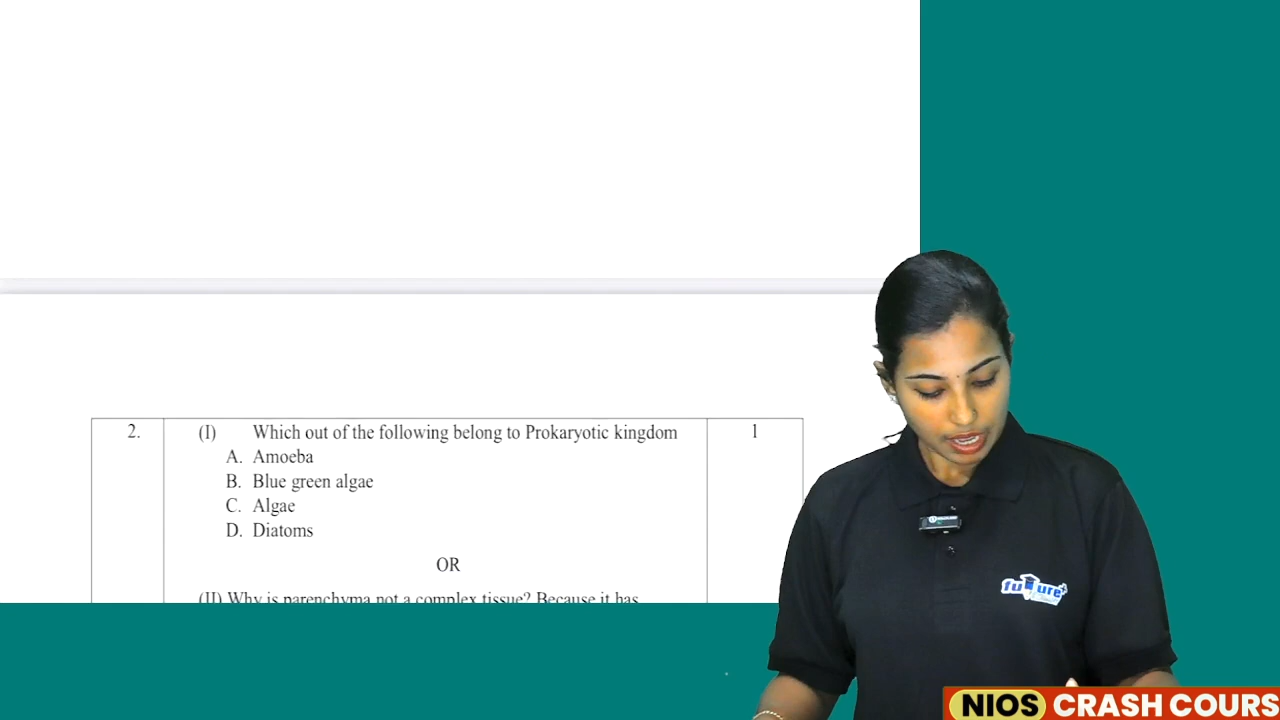 2. (I) Which out of the following belong to Prokaryotic kingdom 1
A. Amoeba
B. Blue green algae
C. Algae
D. Diatoms
OR
(II) Why is parenchyma not a complex tissue? Because it has
future+
NIOS CRASH COURS